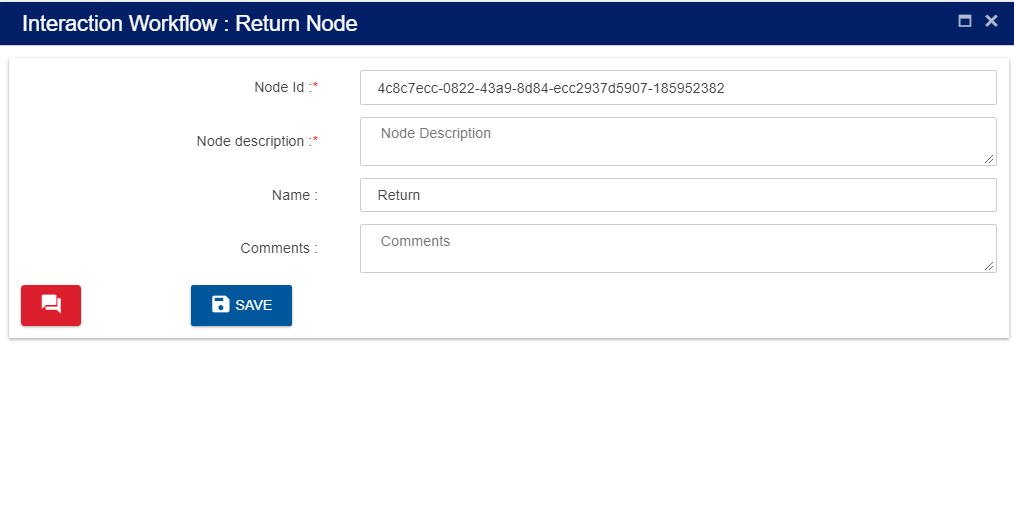 Interaction Workflow : Return Node
Node Id :* 4c8c7ecc-0822-43a9-8d84-ecc2937d5907-185952382
Node description :* Node Description
Name : Return
Comments : Comments
SAVE